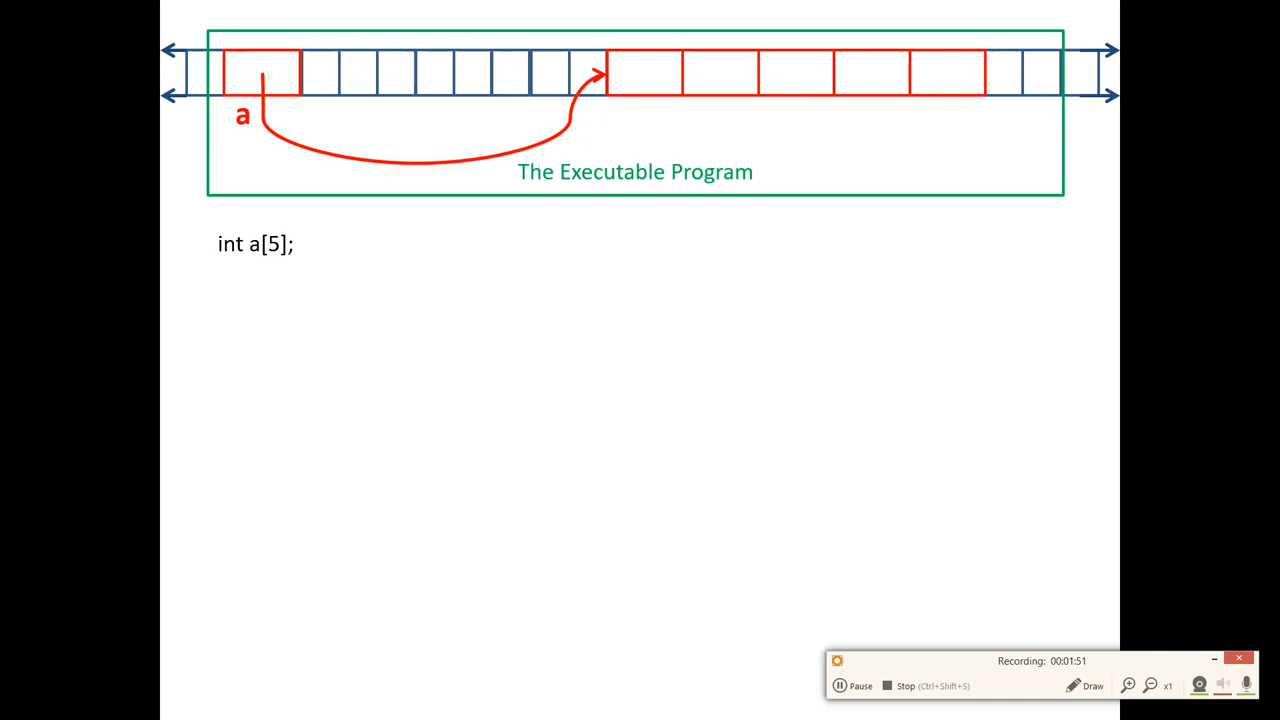 a
The Executable Program
int a[5];
Recording: 00:01:51
Pause Stop (Ctrl+Shift+S) Draw x1